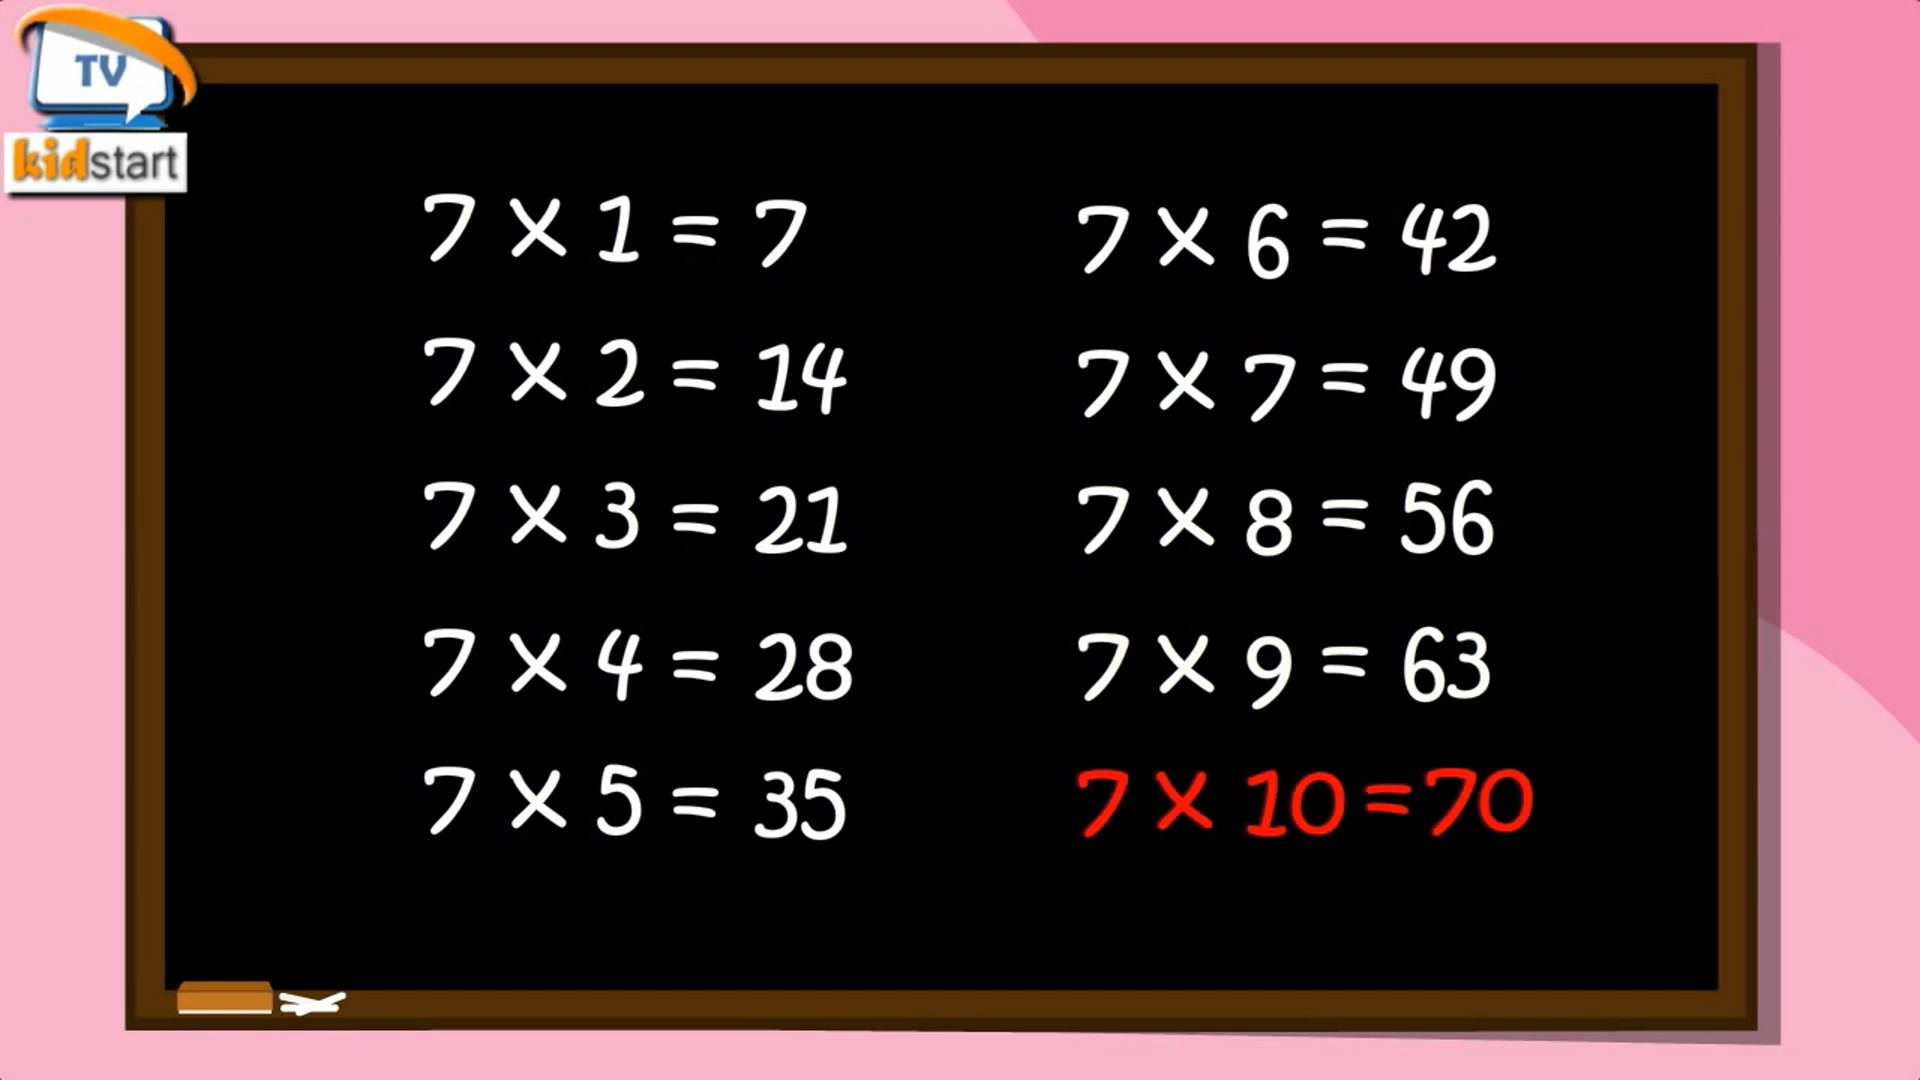 TV
kidstart
7 × 1 = 7
7 × 2 = 14
7 × 3 = 21
7 × 4 = 28
7 × 5 = 35
7 × 6 = 42
7 × 7 = 49
7 × 8 = 56
7 × 9 = 63
7 × 10 = 70